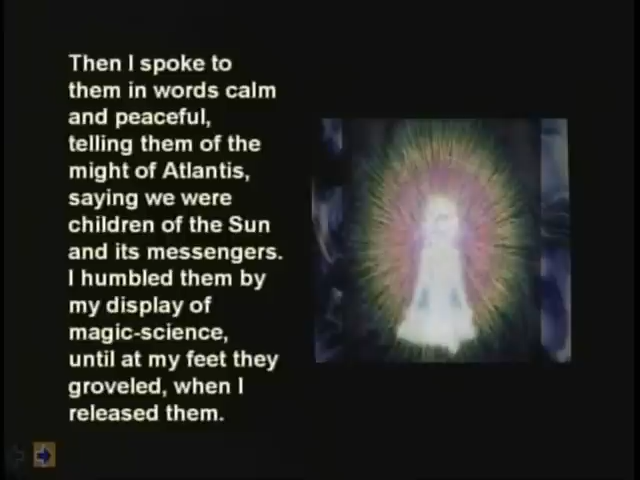 Then I spoke to
them in words calm
and peaceful,
telling them of the
might of Atlantis,
saying we were
children of the Sun
and its messengers.
I humbled them by
my display of
magic-science,
until at my feet they
groveled, when I
released them.